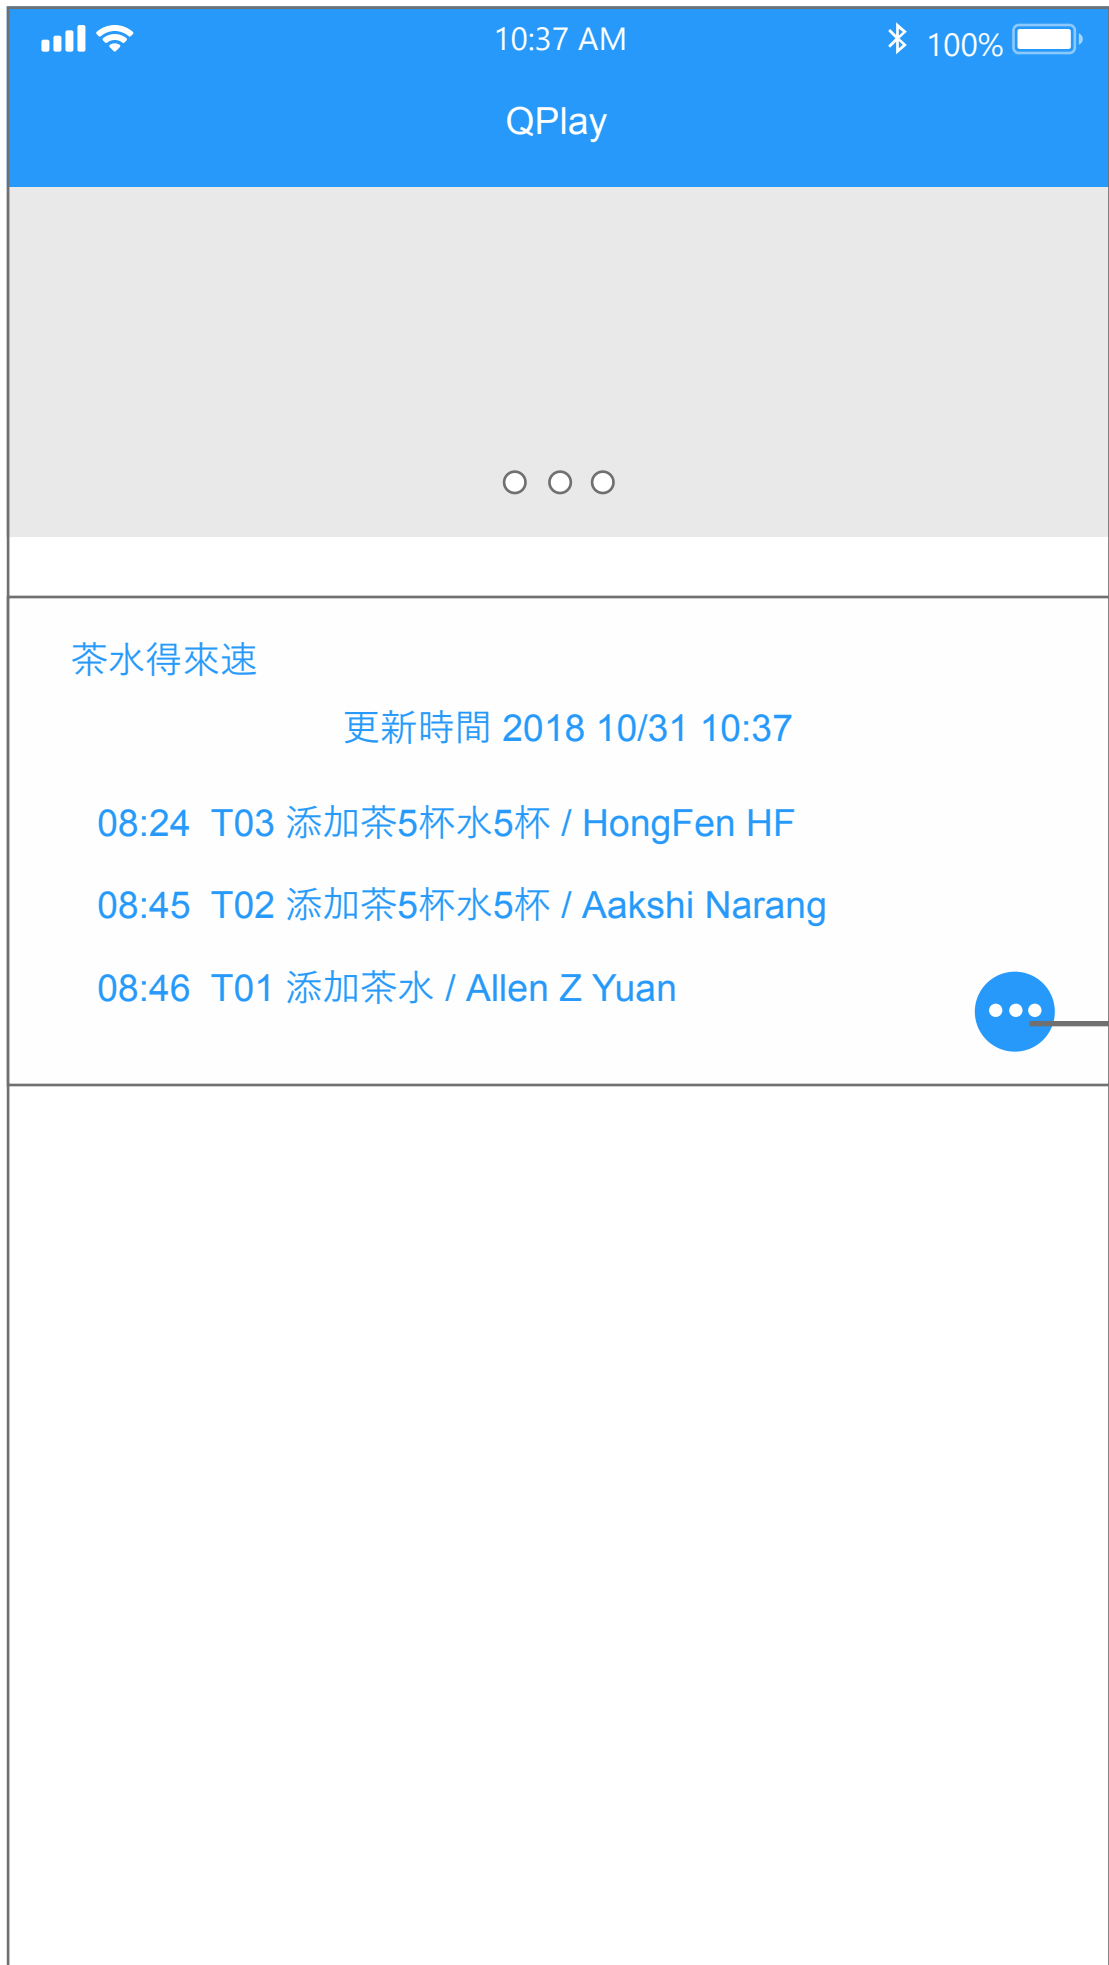 10:37 AM
100%
QPlay
茶水得來速
更新時間 2018 10/31 10:37
08:24 T03 添加茶5杯水5杯 / HongFen HF
08:45 T02 添加茶5杯水5杯 / Aakshi Narang
08:46 T01 添加茶水 / Allen Z Yuan